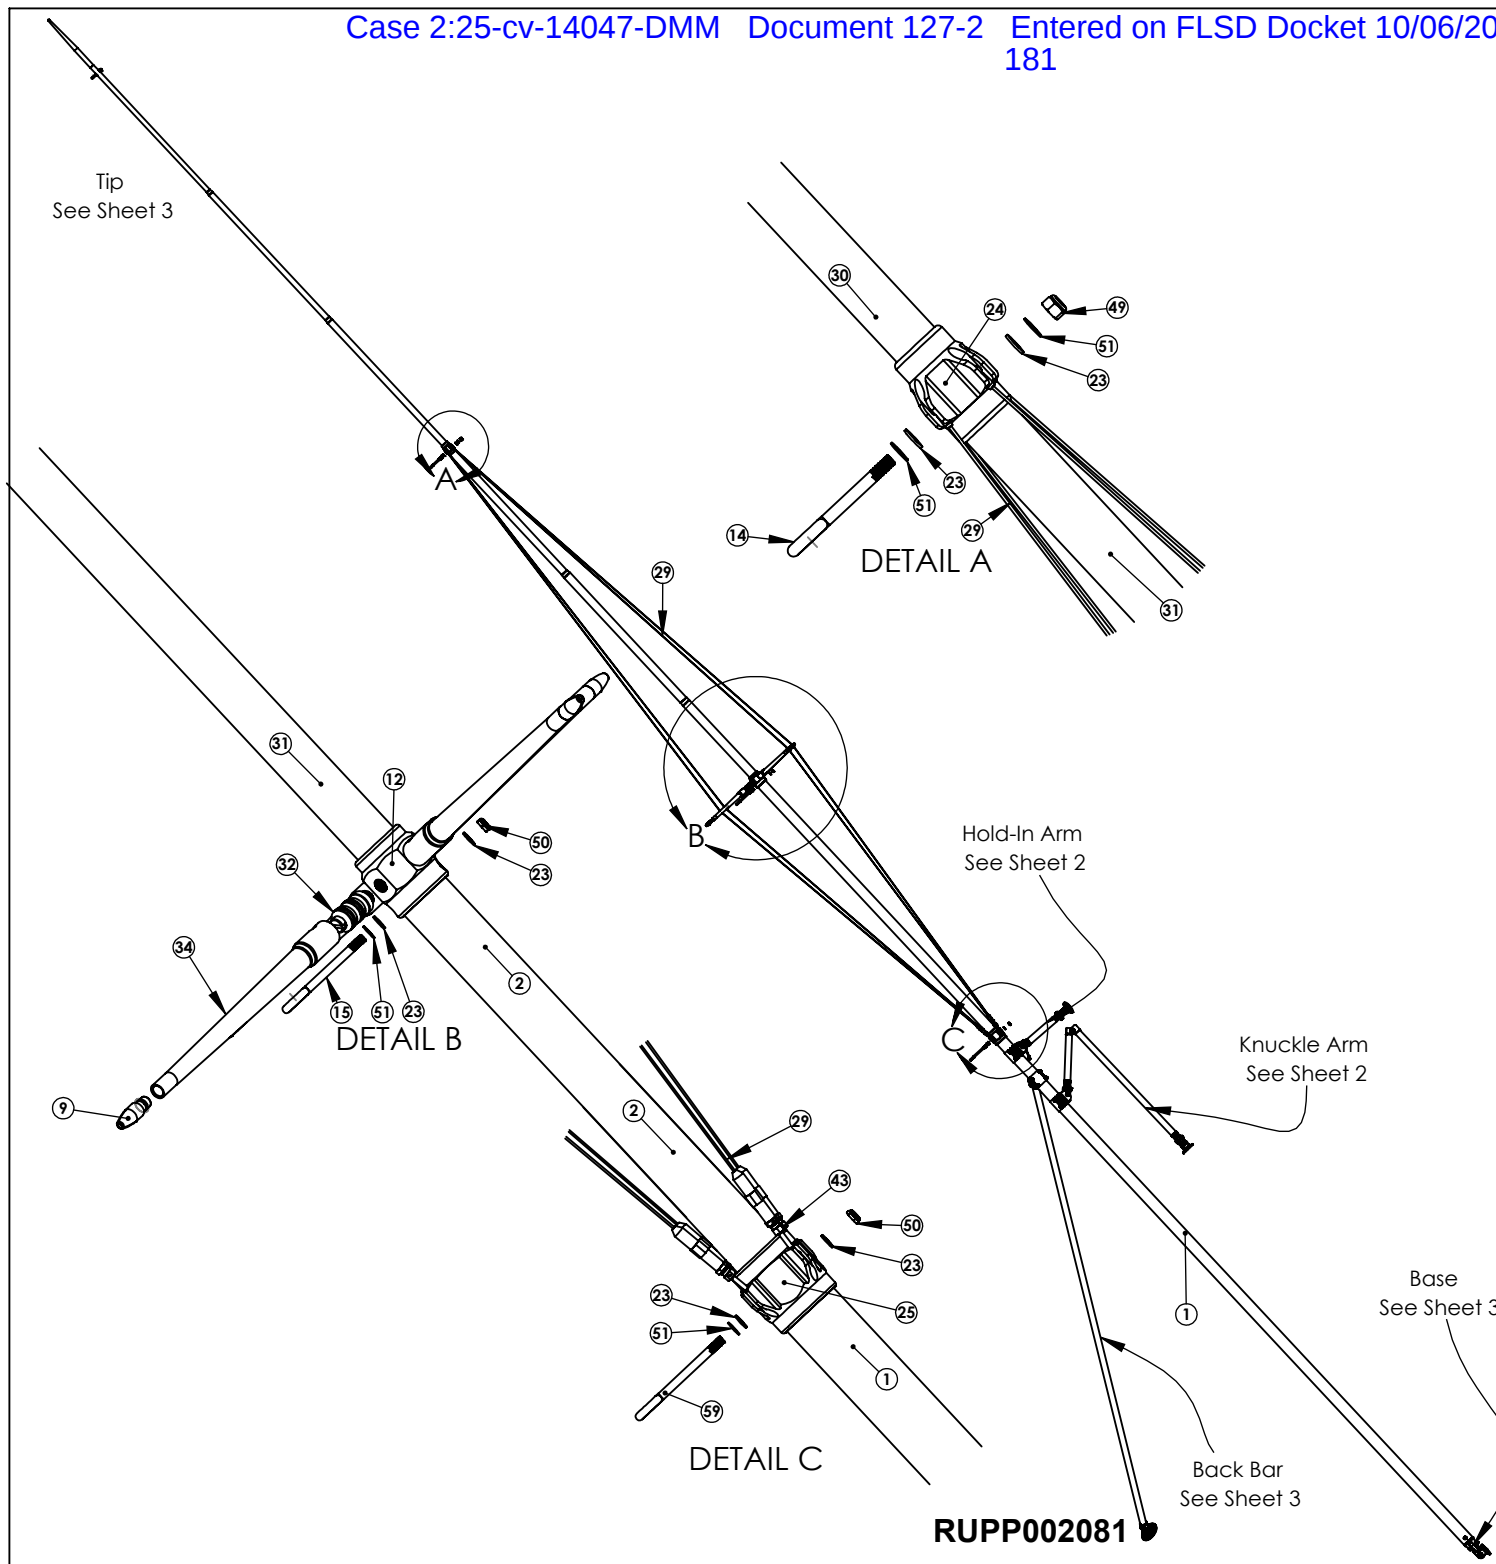 Case 2:25-cv-14047-DMM Document 127-2 Entered on FLSD Docket 10/06/20
181
Tip
See Sheet 3
30
24
49
51
23
23
51
14
29
DETAIL A
31
A
29
B
31
12
50
23
32
34
2
15
51
23
DETAIL B
9
Hold-In Arm
See Sheet 2
C
Knuckle Arm
See Sheet 2
2
29
43
50
23
25
23
51
1
59
DETAIL C
1
Base
See Sheet 3
Back Bar
See Sheet 3
RUPP002081